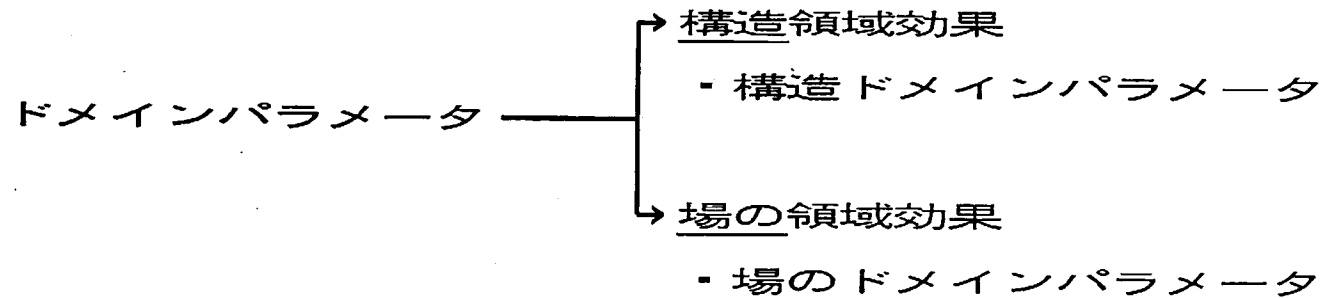 構造領域効果
・構造ドメインパラメータ
ドメインパラメータ
場の領域効果
・場のドメインパラメータ